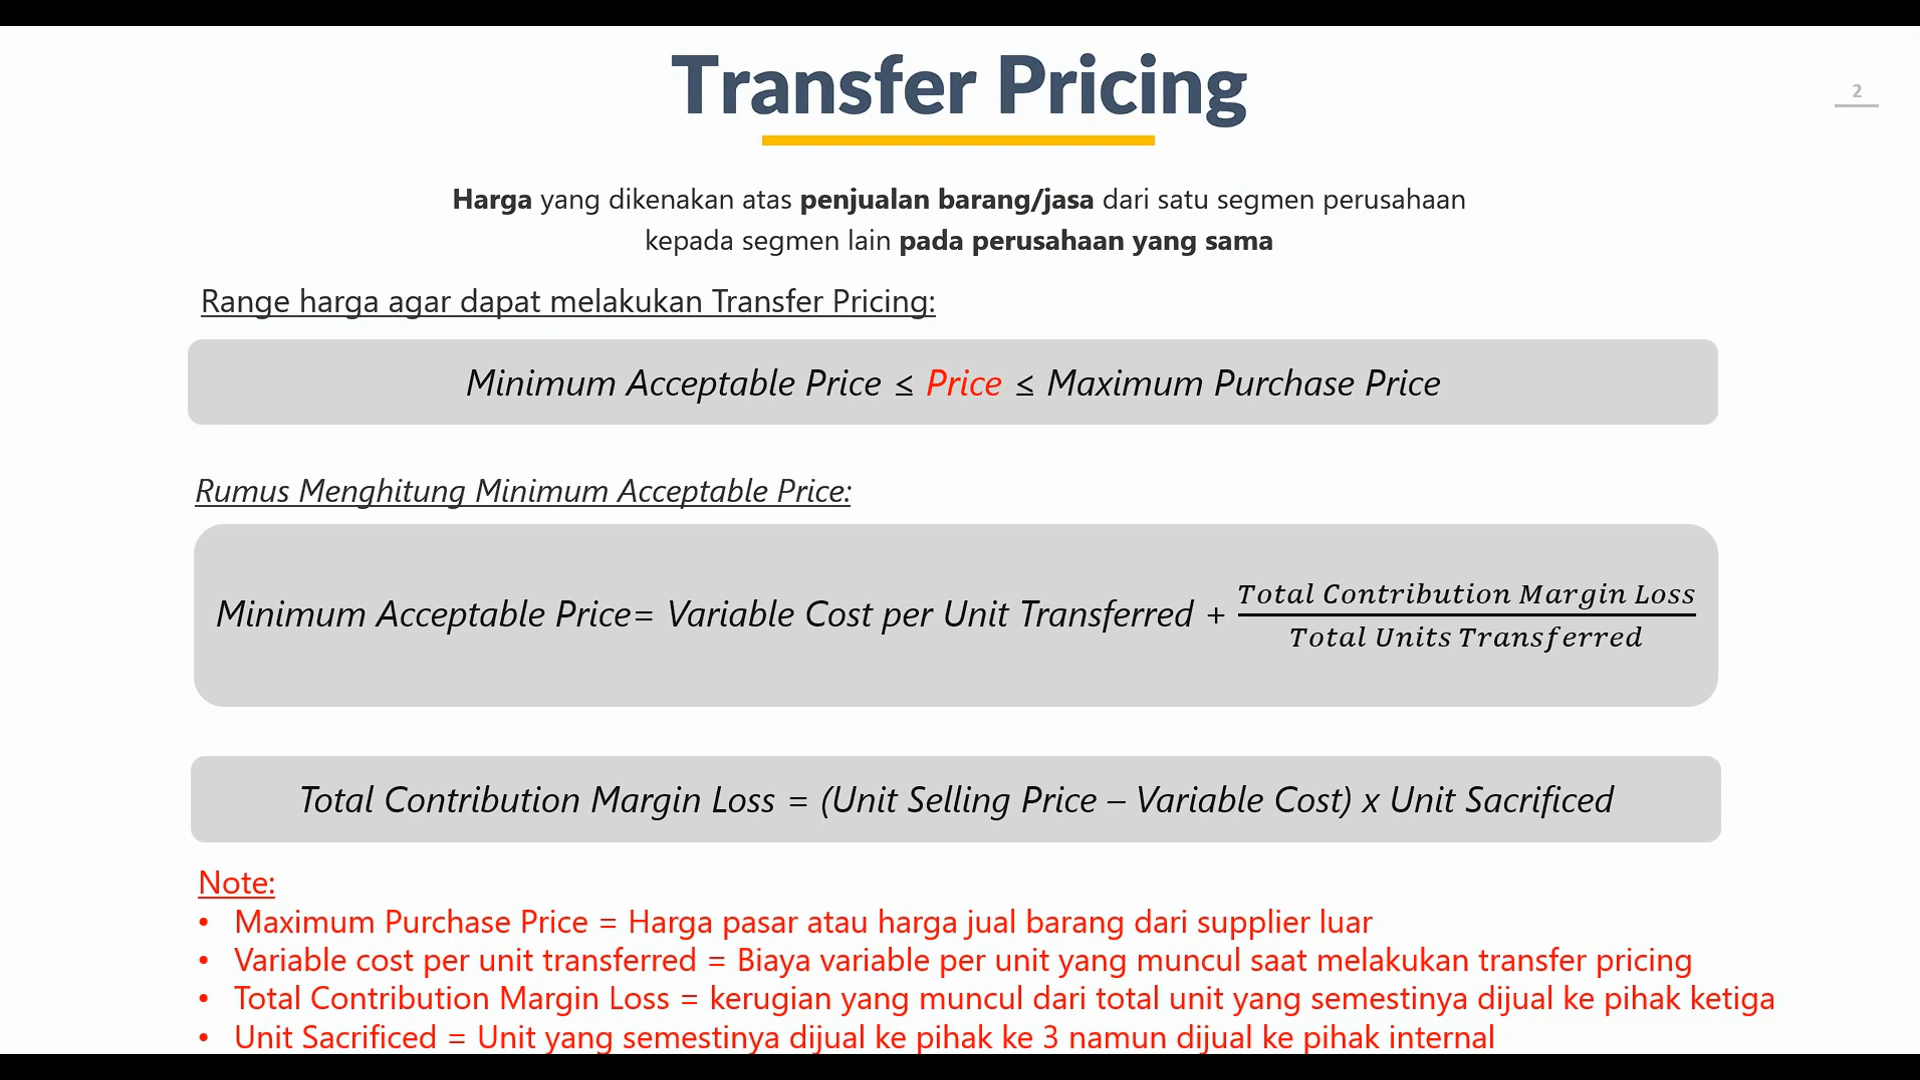 Transfer Pricing
2
Harga yang dikenakan atas penjualan barang/jasa dari satu segmen perusahaan
kepada segmen lain pada perusahaan yang sama
Range harga agar dapat melakukan Transfer Pricing:
Minimum Acceptable Price ≤ Price ≤ Maximum Purchase Price
Rumus Menghitung Minimum Acceptable Price:
Minimum Acceptable Price= Variable Cost per Unit Transferred + Total Contribution Margin Loss
Total Units Transferred
Total Contribution Margin Loss = (Unit Selling Price – Variable Cost) x Unit Sacrificed
Note:
• Maximum Purchase Price = Harga pasar atau harga jual barang dari supplier luar
• Variable cost per unit transferred = Biaya variable per unit yang muncul saat melakukan transfer pricing
• Total Contribution Margin Loss = kerugian yang muncul dari total unit yang semestinya dijual ke pihak ketiga
• Unit Sacrificed = Unit yang semestinya dijual ke pihak ke 3 namun dijual ke pihak internal